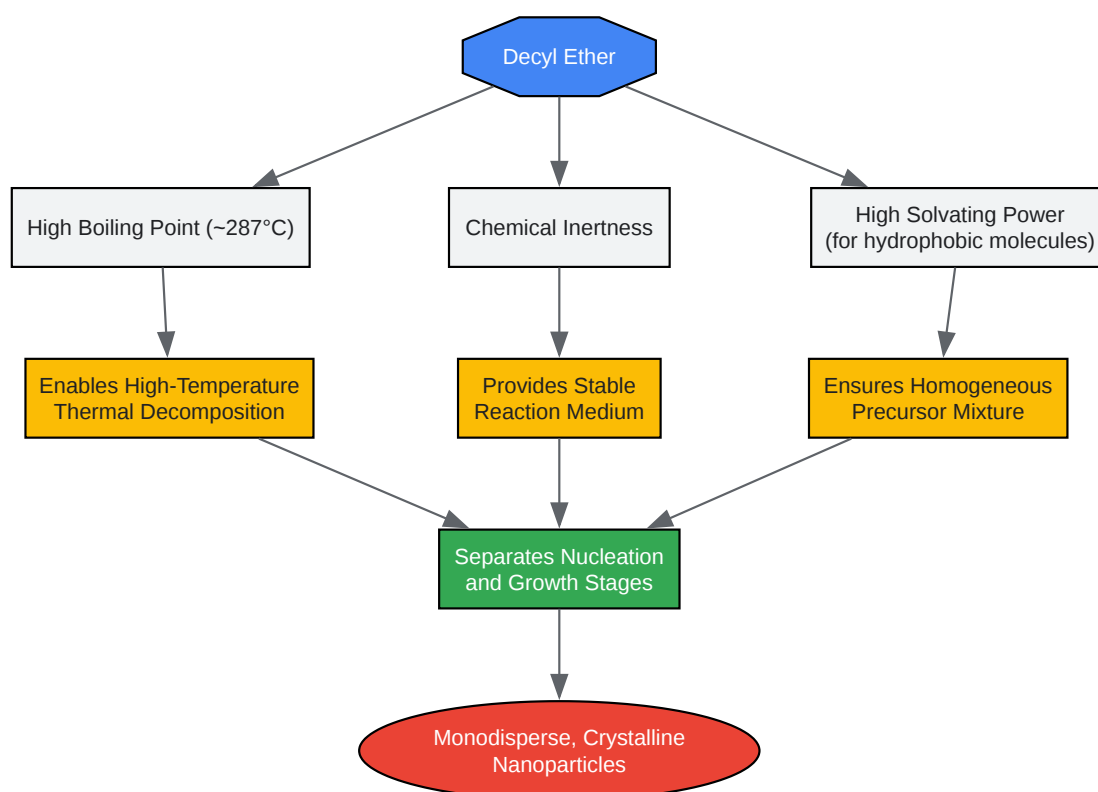 Decyl Ether
High Boiling Point (~287°C)
Chemical Inertness
High Solvating Power
(for hydrophobic molecules)
Enables High-Temperature
Thermal Decomposition
Provides Stable
Reaction Medium
Ensures Homogeneous
Precursor Mixture
Separates Nucleation
and Growth Stages
Monodisperse, Crystalline
Nanoparticles